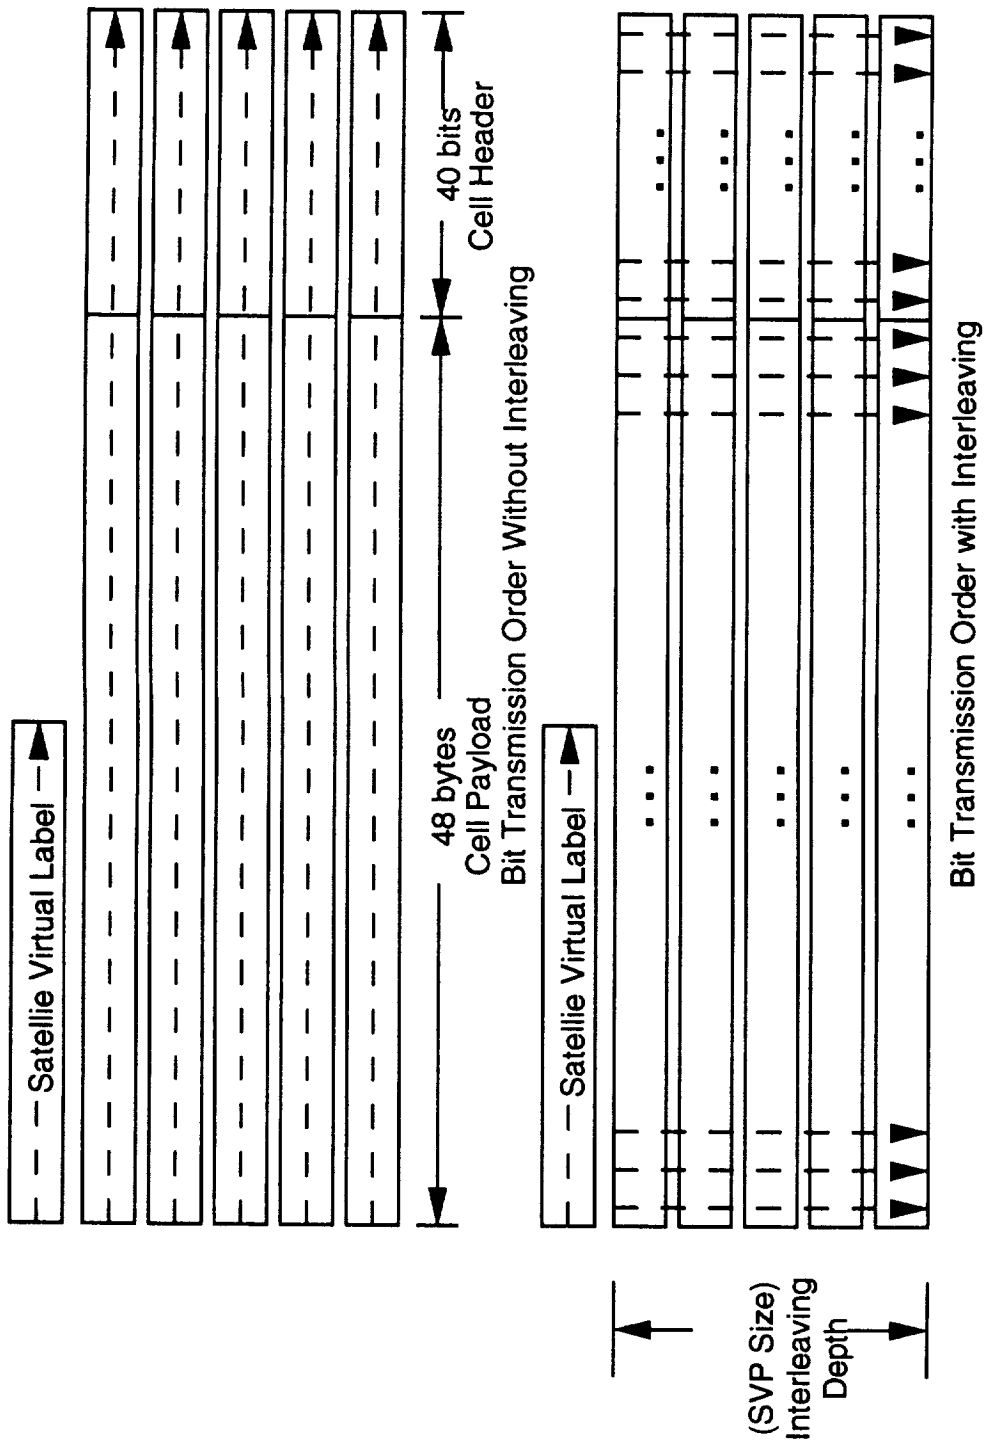 Satellie Virtual Label
48 bytes
Cell Payload
40 bits
Cell Header
Bit Transmission Order Without Interleaving
Satellie Virtual Label
(SVP Size)
Interleaving
Depth
Bit Transmission Order with Interleaving